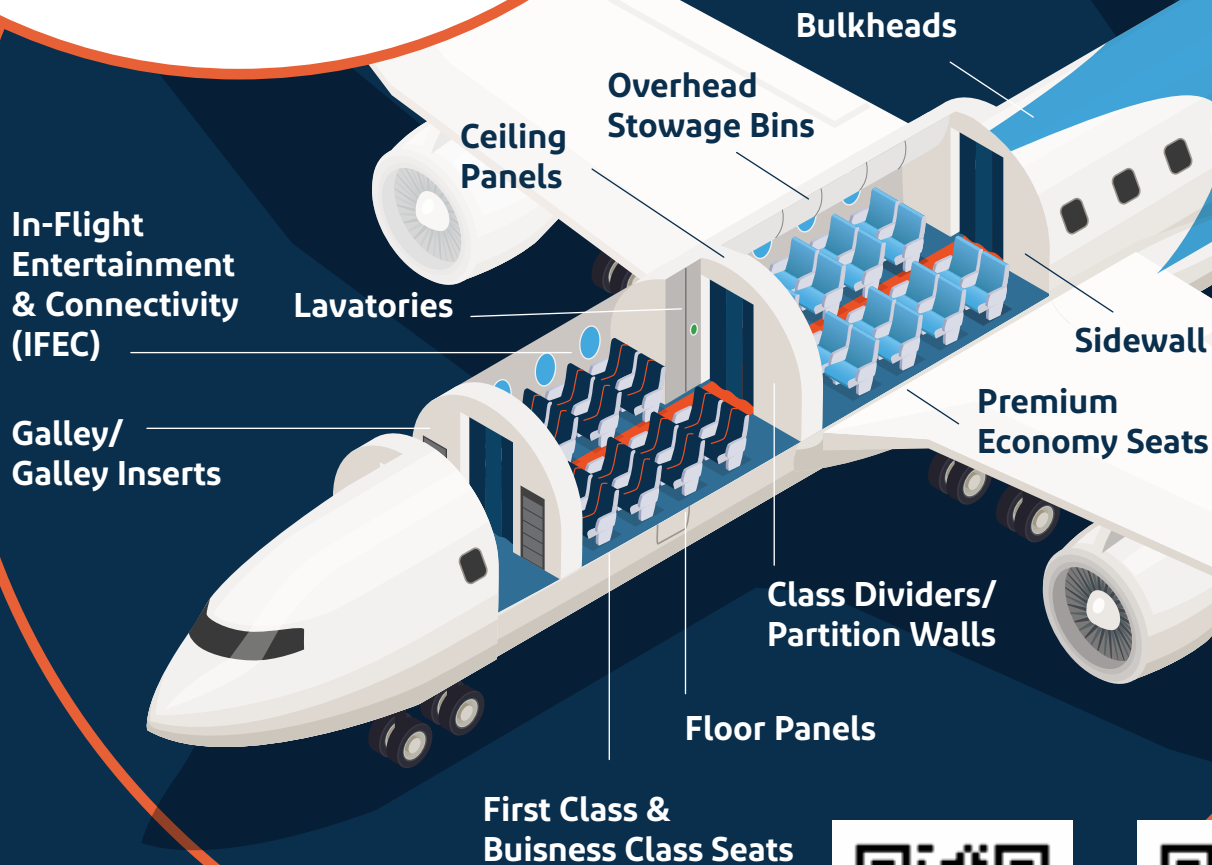 Bulkheads
Overhead
Stowage Bins
Ceiling
Panels
In-Flight
Entertainment
& Connectivity
(IFEC)
Lavatories
Sidewall
Premium
Economy Seats
Galley/
Galley Inserts
Class Dividers/
Partition Walls
Floor Panels
First Class &
Buisness Class Seats